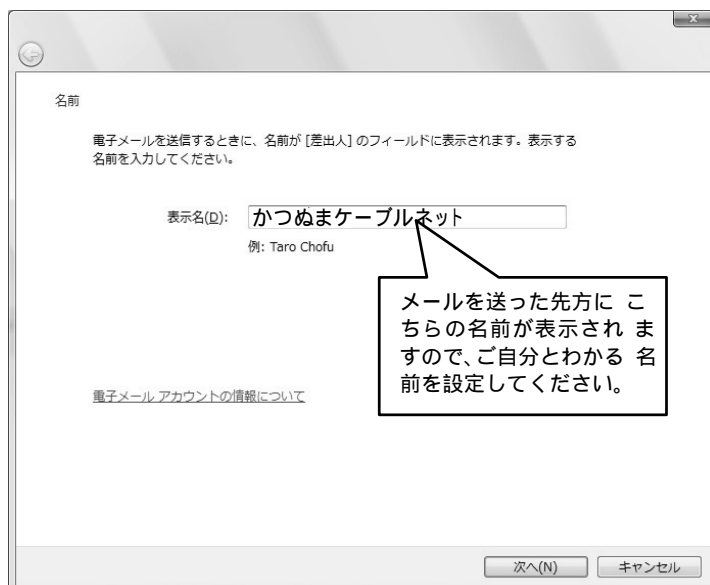 名前
電子メールを送信するときに、名前が [差出人] のフィールドに表示されます。表示する
名前を入力してください。
表示名(D): かつぬまケーブルネット
例: Taro Chofu
メールを送った先方に こ
ちらの名前が表示され ま
すので、ご自分とわかる 名
前を設定してください。
電子メール アカウントの情報について
次へ(N) キャンセル